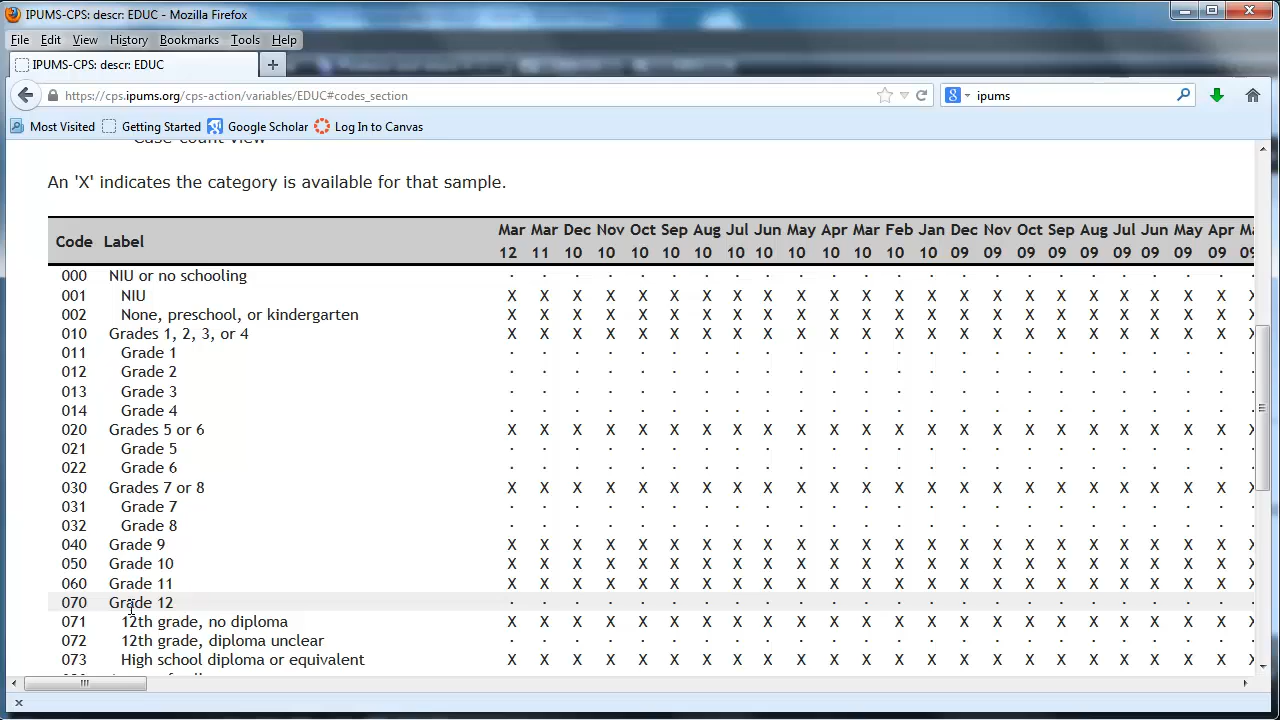 IPUMS-CPS: descr: EDUC - Mozilla Firefox
File Edit View History Bookmarks Tools Help
IPUMS-CPS: descr: EDUC
https://cps.ipums.org/cps-action/variables/EDUC#codes_section ipums
Most Visited Getting Started Google Scholar Log In to Canvas
Case-count view
An 'X' indicates the category is available for that sample.
Mar Mar Dec Nov Oct Sep Aug Jul Jun May Apr Mar Feb Jan Dec Nov Oct Sep Aug Jul Jun May Apr
Code Label
12 11 10 10 10 10 10 10 10 10 10 10 10 10 09 09 09 09 09 09 09 09 09 09
000 NIU or no schooling . . . . . . . . . . . . . . . . . . . . . . .
001 NIU X X X X X X X X X X X X X X X X X X X X X X X X
002 None, preschool, or kindergarten X X X X X X X X X X X X X X X X X X X X X X X X
010 Grades 1, 2, 3, or 4 X X X X X X X X X X X X X X X X X X X X X X X X
011 Grade 1 . . . . . . . . . . . . . . . . . . . . . . .
012 Grade 2 . . . . . . . . . . . . . . . . . . . . . . .
013 Grade 3 . . . . . . . . . . . . . . . . . . . . . . .
014 Grade 4 . . . . . . . . . . . . . . . . . . . . . . .
020 Grades 5 or 6 X X X X X X X X X X X X X X X X X X X X X X X X
021 Grade 5 . . . . . . . . . . . . . . . . . . . . . . .
022 Grade 6 . . . . . . . . . . . . . . . . . . . . . . .
030 Grades 7 or 8 X X X X X X X X X X X X X X X X X X X X X X X X
031 Grade 7 . . . . . . . . . . . . . . . . . . . . . . .
032 Grade 8 . . . . . . . . . . . . . . . . . . . . . . .
040 Grade 9 X X X X X X X X X X X X X X X X X X X X X X X X
050 Grade 10 X X X X X X X X X X X X X X X X X X X X X X X X
060 Grade 11 X X X X X X X X X X X X X X X X X X X X X X X X
070 Grade 12 . . . . . . . . . . . . . . . . . . . . . . .
071 12th grade, no diploma X X X X X X X X X X X X X X X X X X X X X X X X
072 12th grade, diploma unclear . . . . . . . . . . . . . . . . . . . . . . .
073 High school diploma or equivalent X X X X X X X X X X X X X X X X X X X X X X X X